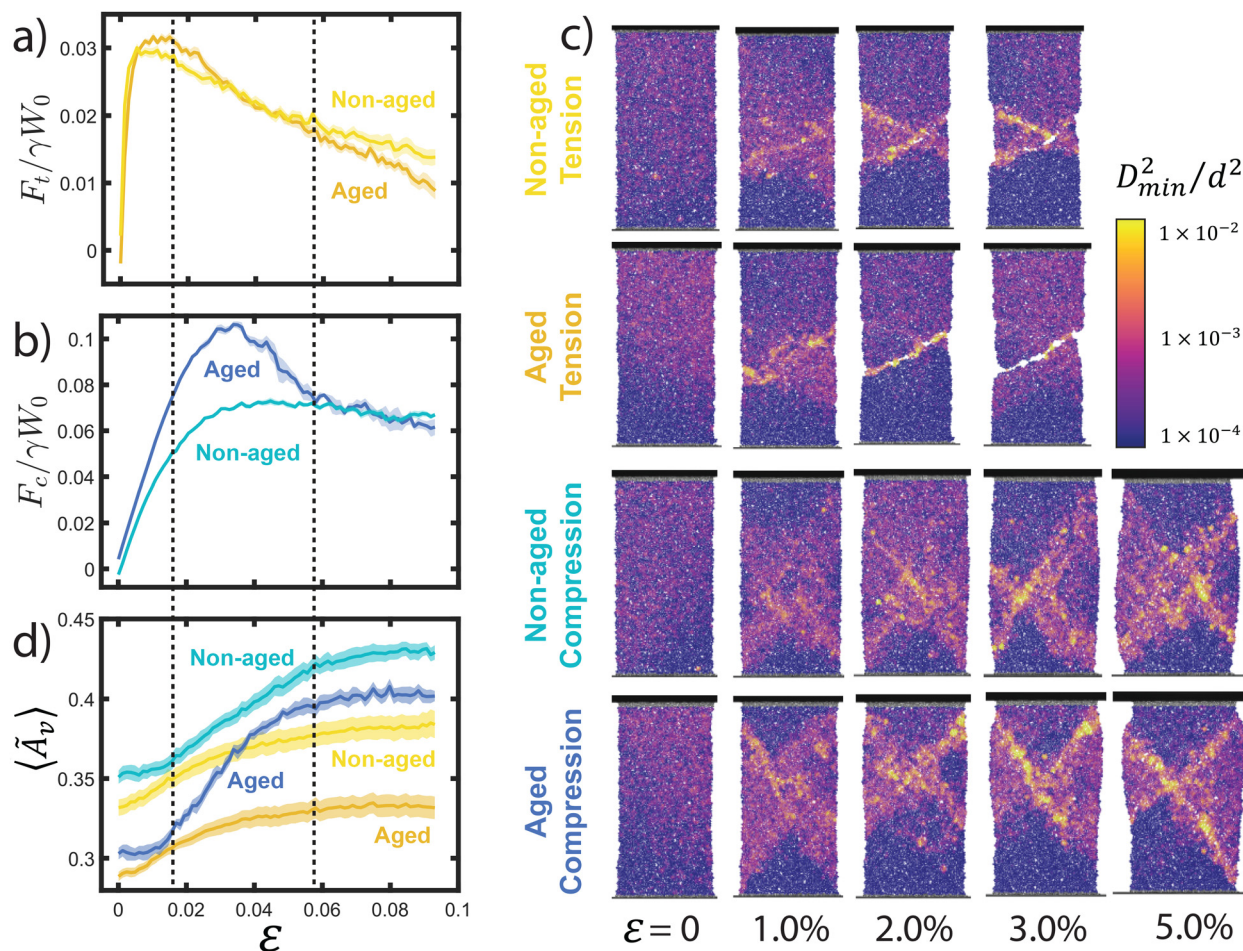 a)
0.03
0.02
0.01
0
F_t/γW_0
Non-aged
Aged
b)
0.1
0.08
0.06
0.04
0.02
0
F_c/γW_0
Aged
Non-aged
d)
0.45
0.4
0.35
0.3
⟨Ã_v⟩
Non-aged
Aged
Non-aged
Aged
0 0.02 0.04 0.06 0.08 0.1
ε
c)
Non-aged
Tension
Aged
Tension
Non-aged
Compression
Aged
Compression
ε = 0 1.0% 2.0% 3.0% 5.0%
D²_min/d²
1 × 10⁻²
1 × 10⁻³
1 × 10⁻⁴